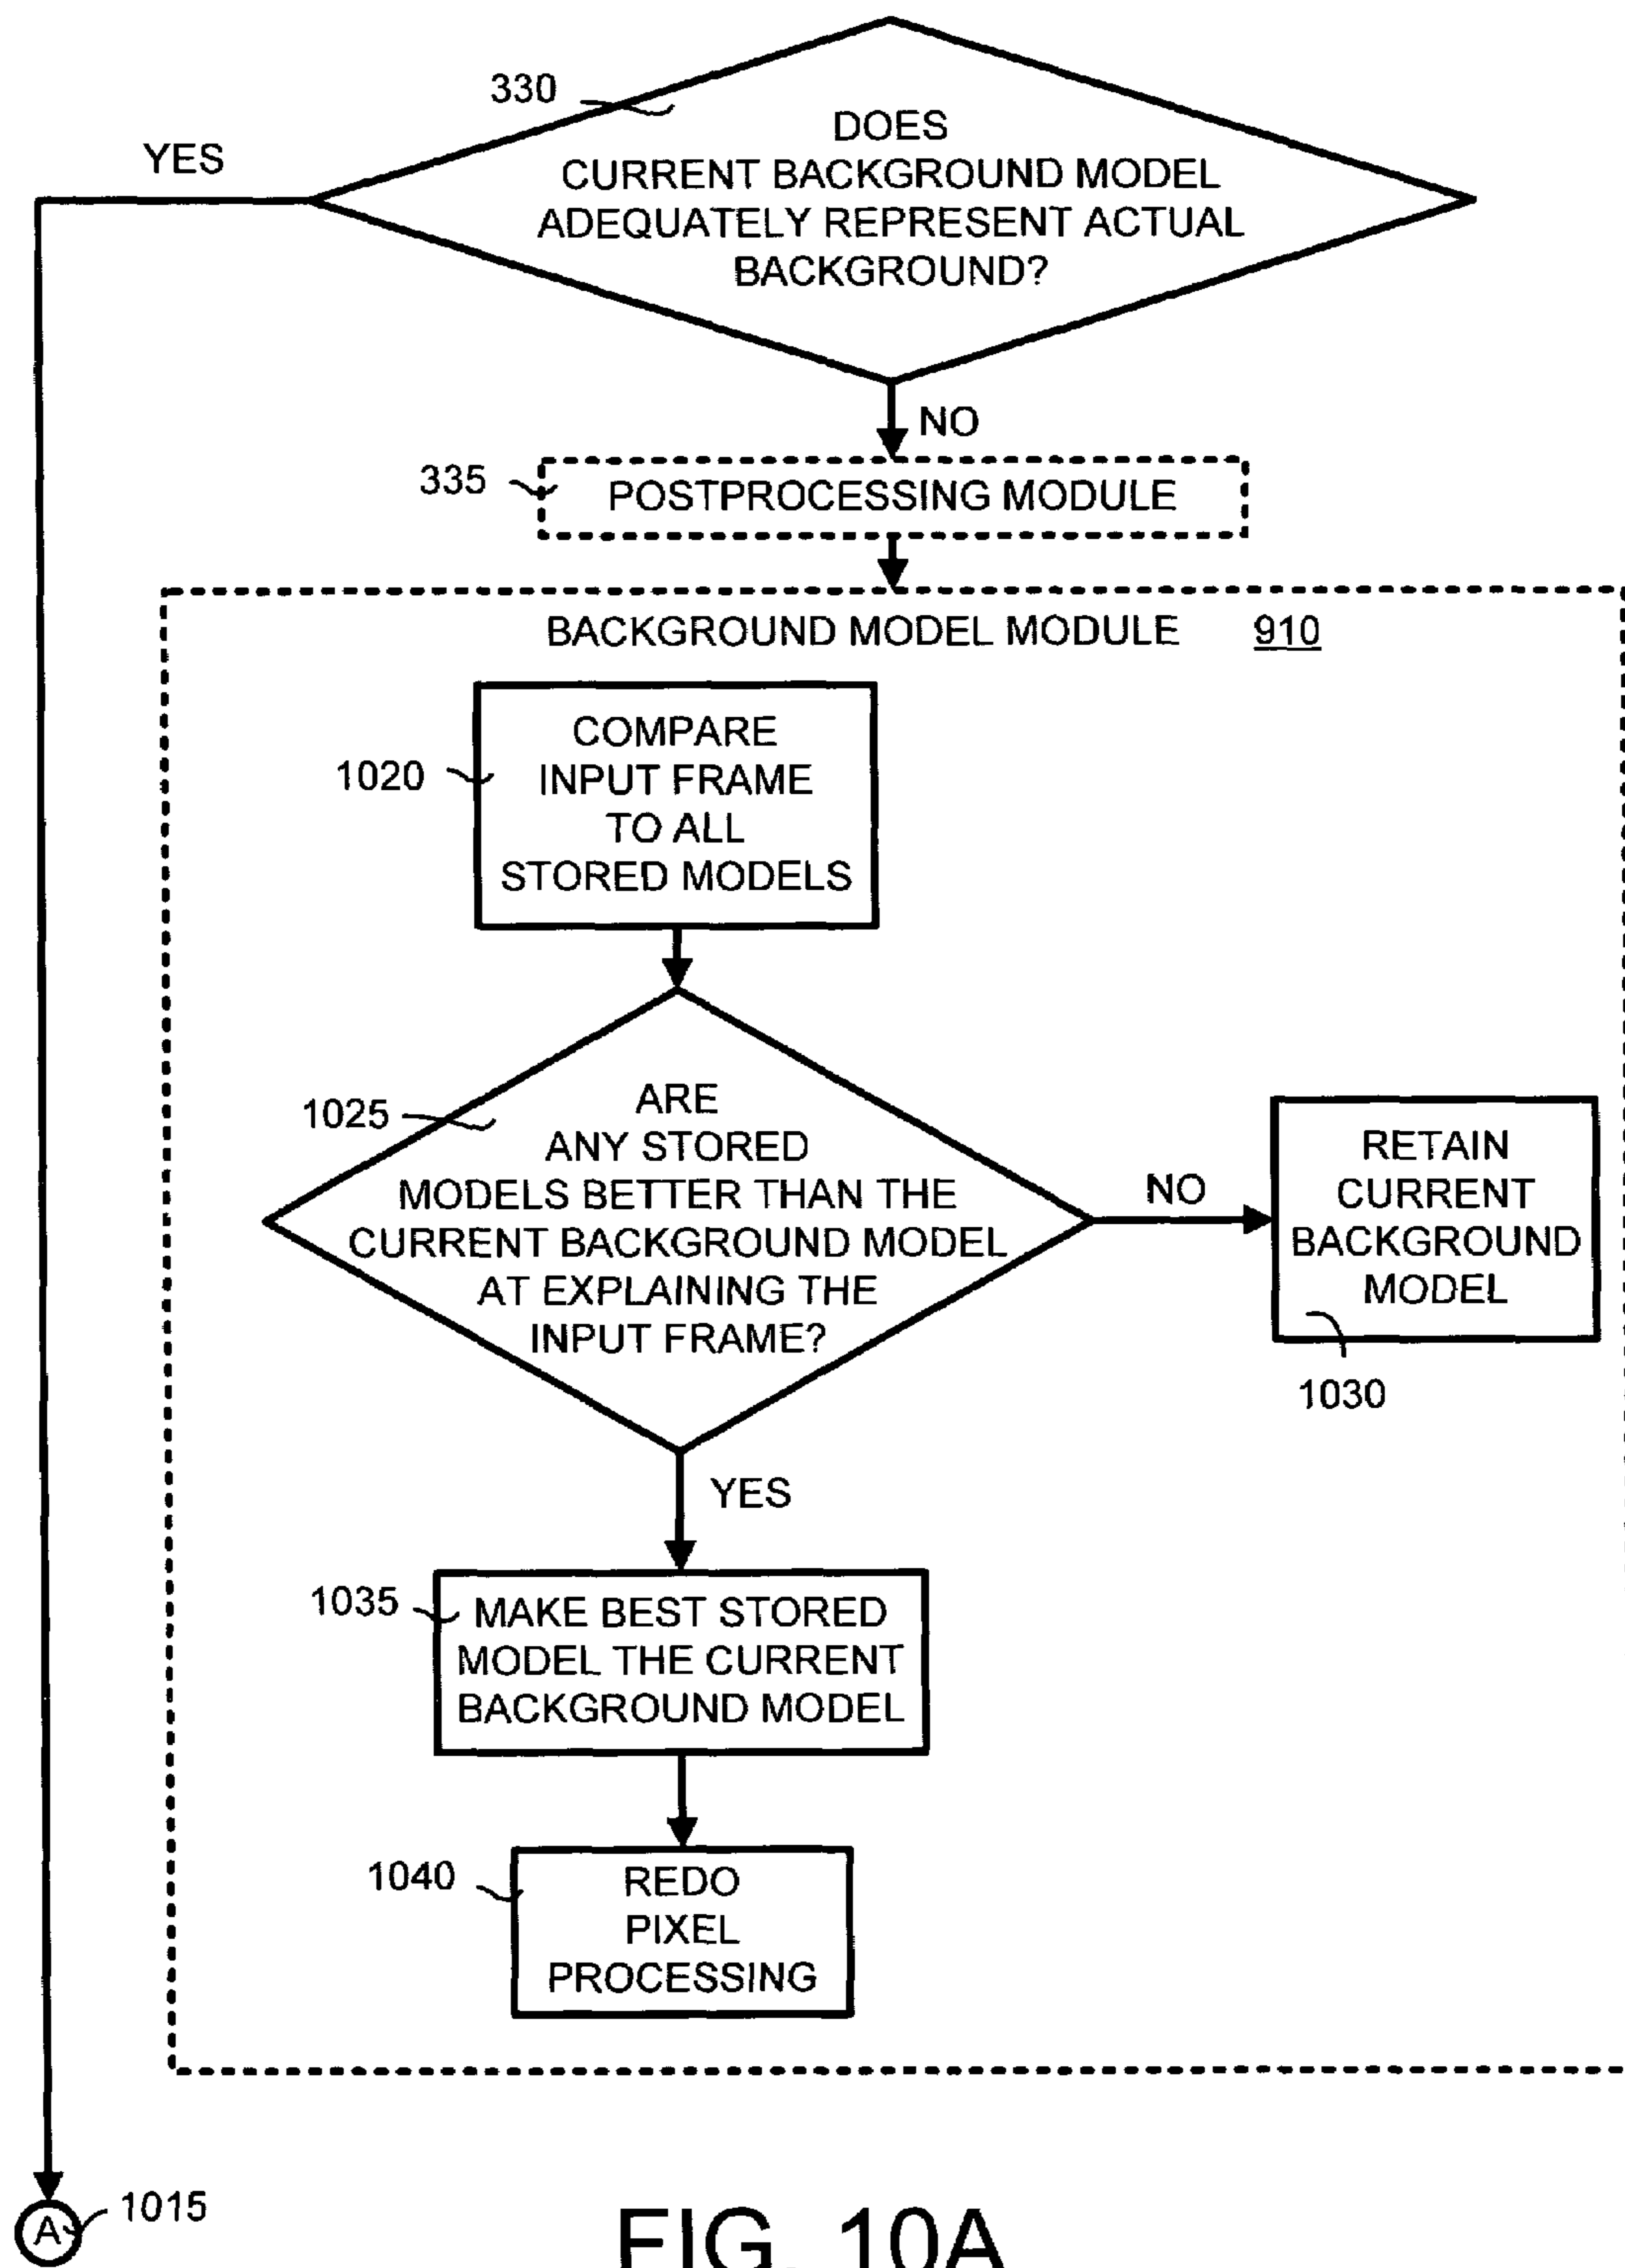 330
YES
DOES
CURRENT BACKGROUND MODEL
ADEQUATELY REPRESENT ACTUAL
BACKGROUND?
NO
335
POSTPROCESSING MODULE
BACKGROUND MODEL MODULE 910
1020
COMPARE
INPUT FRAME
TO ALL
STORED MODELS
1025
ARE
ANY STORED
MODELS BETTER THAN THE
CURRENT BACKGROUND MODEL
AT EXPLAINING THE
INPUT FRAME?
NO
RETAIN
CURRENT
BACKGROUND
MODEL
1030
YES
1035
MAKE BEST STORED
MODEL THE CURRENT
BACKGROUND MODEL
1040
REDO
PIXEL
PROCESSING
A
1015
FIG. 10A